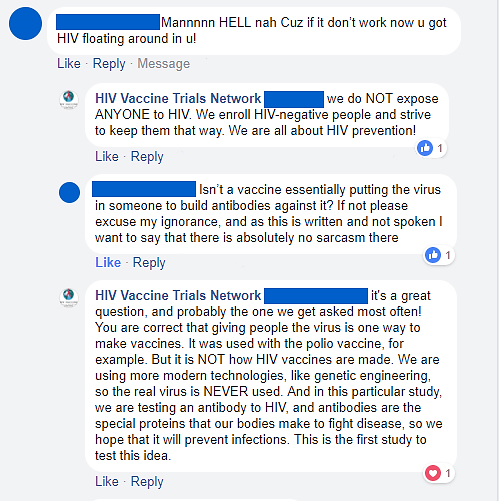 Mannnnn HELL nah Cuz if it don't work now u got
HIV floating around in u!
Like · Reply · Message
HIV Vaccine Trials Network we do NOT expose
ANYONE to HIV. We enroll HIV-negative people and strive
to keep them that way. We are all about HIV prevention!
1
Like · Reply
Isn't a vaccine essentially putting the virus
in someone to build antibodies against it? If not please
excuse my ignorance, and as this is written and not spoken I
want to say that there is absolutely no sarcasm there
1
Like · Reply
HIV Vaccine Trials Network it's a great
question, and probably the one we get asked most often!
You are correct that giving people the virus is one way to
make vaccines. It was used with the polio vaccine, for
example. But it is NOT how HIV vaccines are made. We are
using more modern technologies, like genetic engineering,
so the real virus is NEVER used. And in this particular study,
we are testing an antibody to HIV, and antibodies are the
special proteins that our bodies make to fight disease, so we
hope that it will prevent infections. This is the first study to
test this idea.
1
Like · Reply